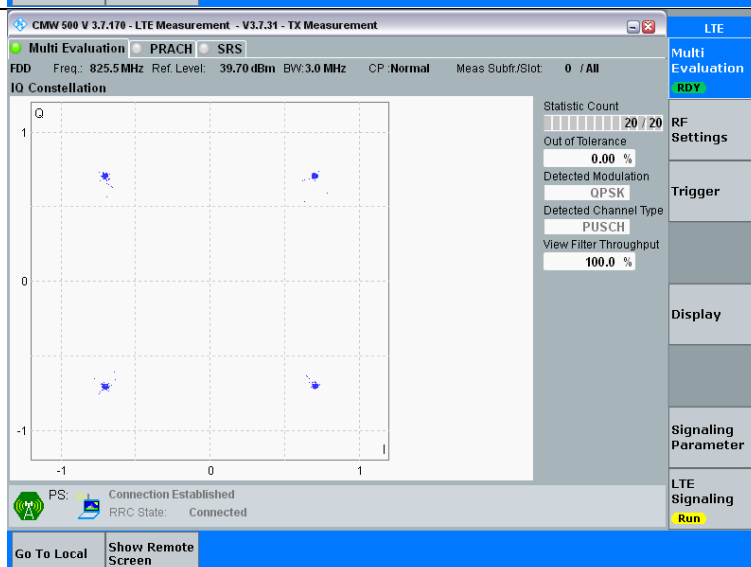 CMW 500 V 3.7.170 - LTE Measurement - V3.7.31 - TX Measurement
LTE
Multi Evaluation PRACH SRS
Multi
Evaluation
RDY
FDD Freq.: 825.5 MHz Ref. Level: 39.70 dBm BW: 3.0 MHz CP : Normal Meas Subfr./Slot: 0 / All
IQ Constellation
Q
1
0
-1
-1 0 1
I
Statistic Count
20 / 20
Out of Tolerance
0.00 %
Detected Modulation
QPSK
Detected Channel Type
PUSCH
View Filter Throughput
100.0 %
RF
Settings
Trigger
Display
Signaling
Parameter
LTE
Signaling
Run
PS: Connection Established
RRC State: Connected
Go To Local
Show Remote
Screen